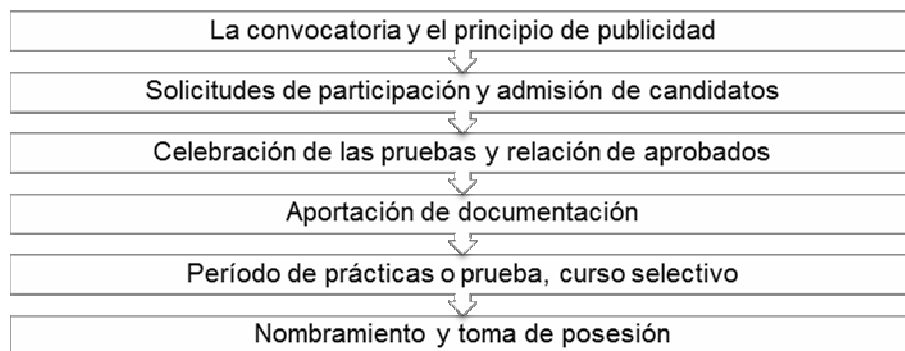 La convocatoria y el principio de publicidad
Solicitudes de participación y admisión de candidatos
Celebración de las pruebas y relación de aprobados
Aportación de documentación
Período de prácticas o prueba, curso selectivo
Nombramiento y toma de posesión